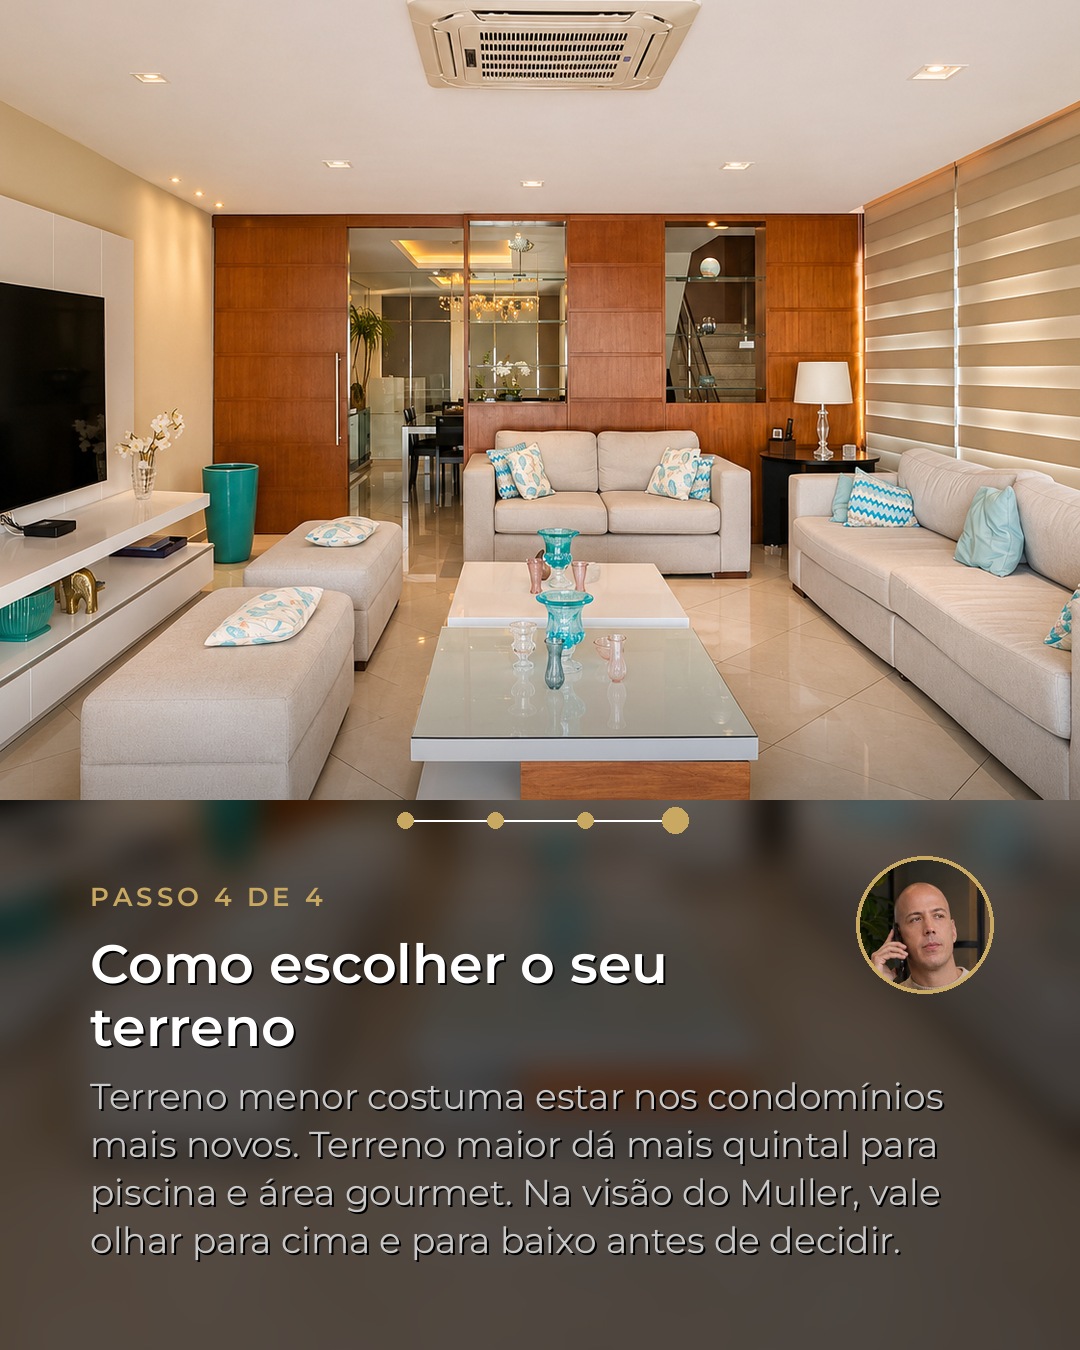 PASSO 4 DE 4
Como escolher o seu
terreno
Terreno menor costuma estar nos condomínios
mais novos. Terreno maior dá mais quintal para
piscina e área gourmet. Na visão do Muller, vale
olhar para cima e para baixo antes de decidir.